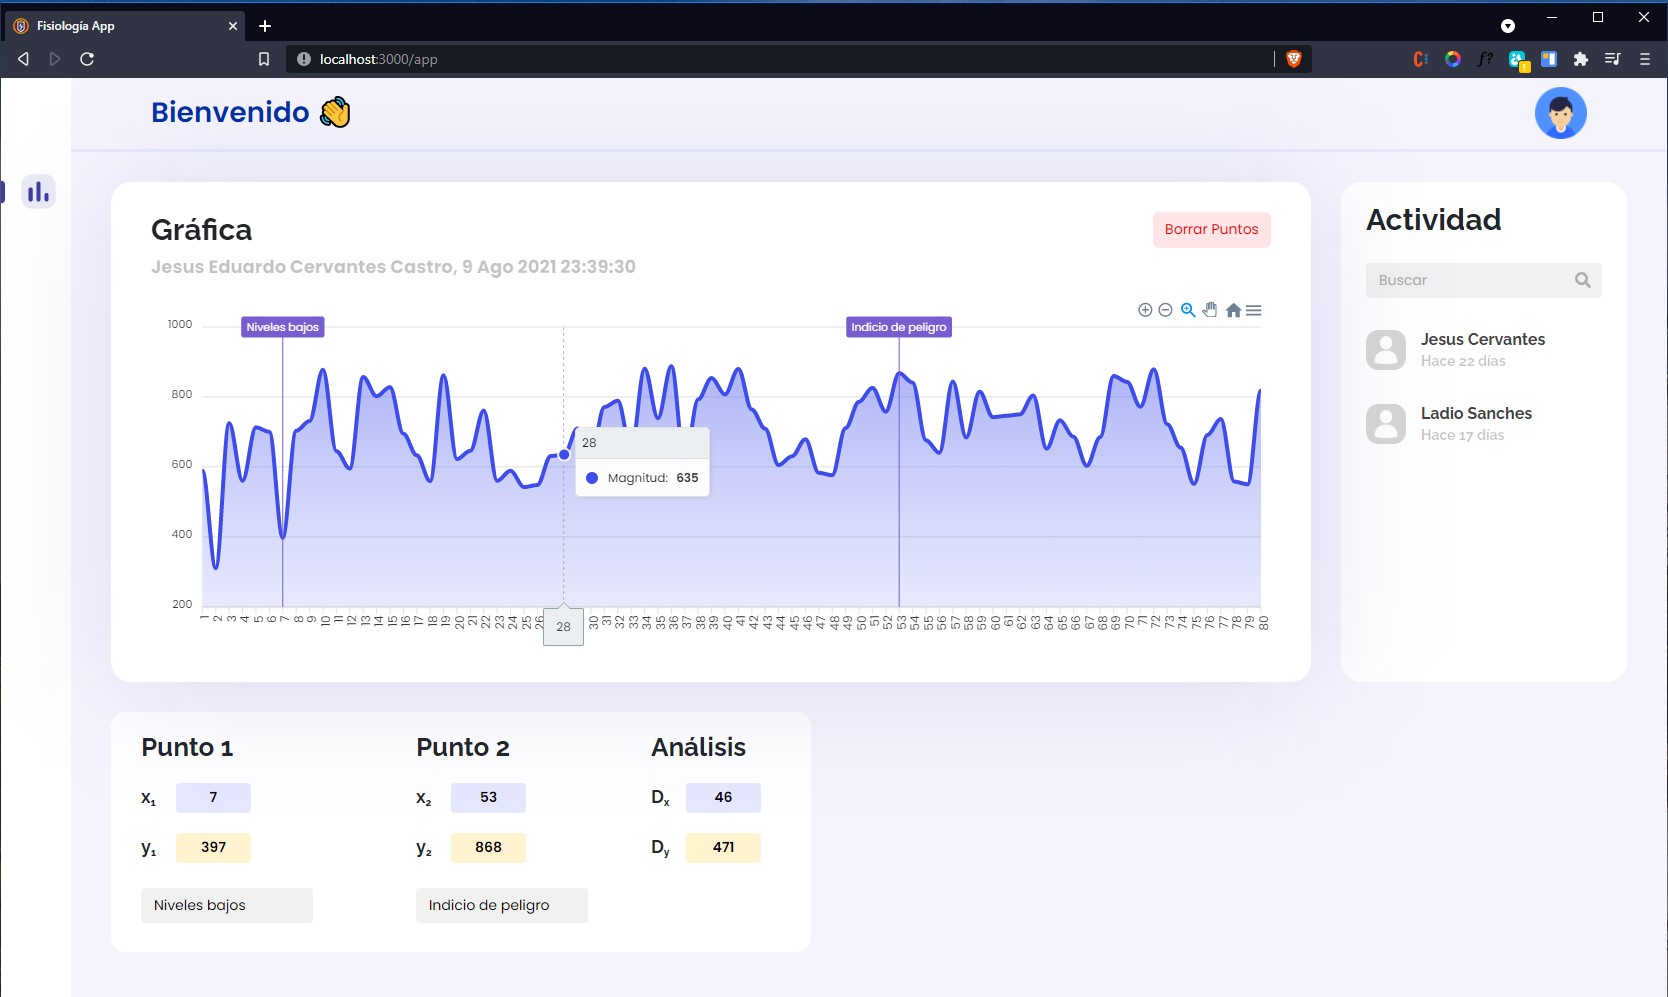 Fisiología App
localhost:3000/app
Bienvenido
Gráfica
Borrar Puntos
Jesus Eduardo Cervantes Castro, 9 Ago 2021 23:39:30
1000
800
600
400
200
Niveles bajos
Indicio de peligro
28
Magnitud: 635
1 2 3 4 5 6 7 8 9 10 11 12 13 14 15 16 17 18 19 20 21 22 23 24 25 26 28 30 31 32 33 34 35 36 37 38 39 40 41 42 43 44 45 46 47 48 49 50 51 52 53 54 55 56 57 58 59 60 61 62 63 64 65 66 67 68 69 70 71 72 73 74 75 76 77 78 79 80
Actividad
Buscar
Jesus Cervantes
Hace 22 días
Ladio Sanches
Hace 17 días
Punto 1
x₁ 7
y₁ 397
Niveles bajos
Punto 2
x₂ 53
y₂ 868
Indicio de peligro
Análisis
Dx 46
Dy 471